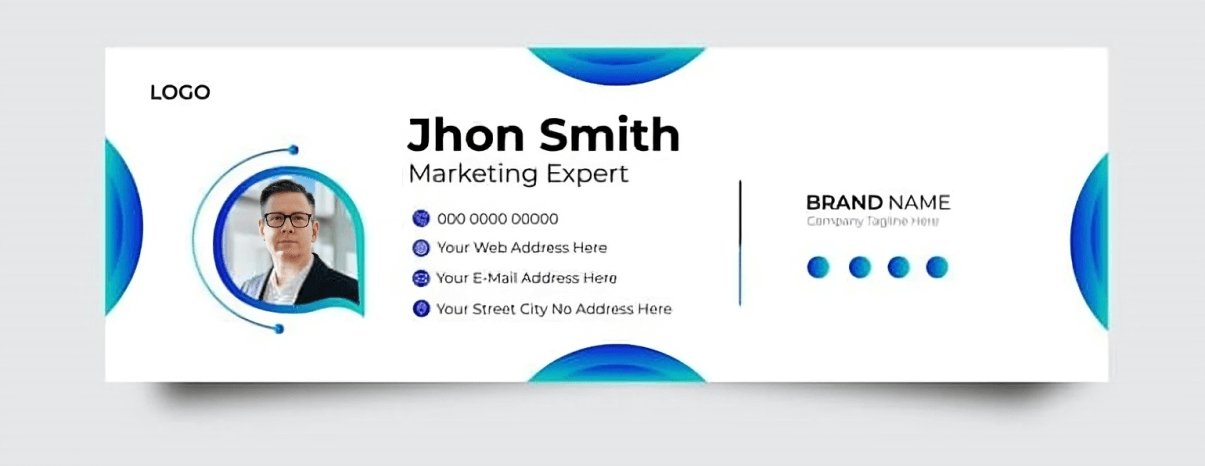 LOGO
Jhon Smith
Marketing Expert
000 0000 00000
Your Web Address Here
Your E-Mail Address Here
Your Street City No Address Here
BRAND NAME
Company Tagline Here